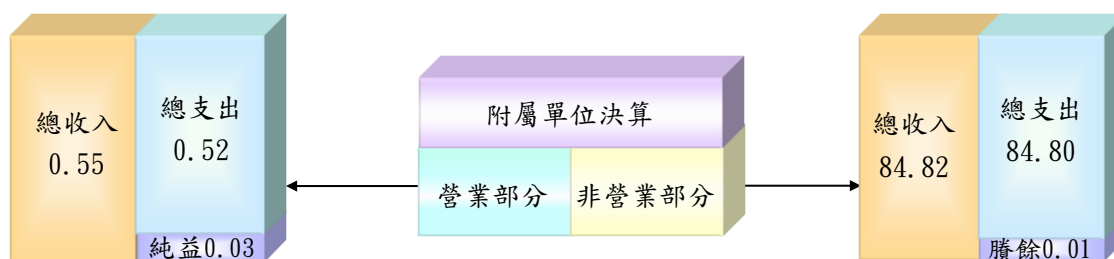 總收入
0.55
總支出
0.52
純益0.03
附屬單位決算
營業部分
非營業部分
總收入
84.82
總支出
84.80
賸餘0.01